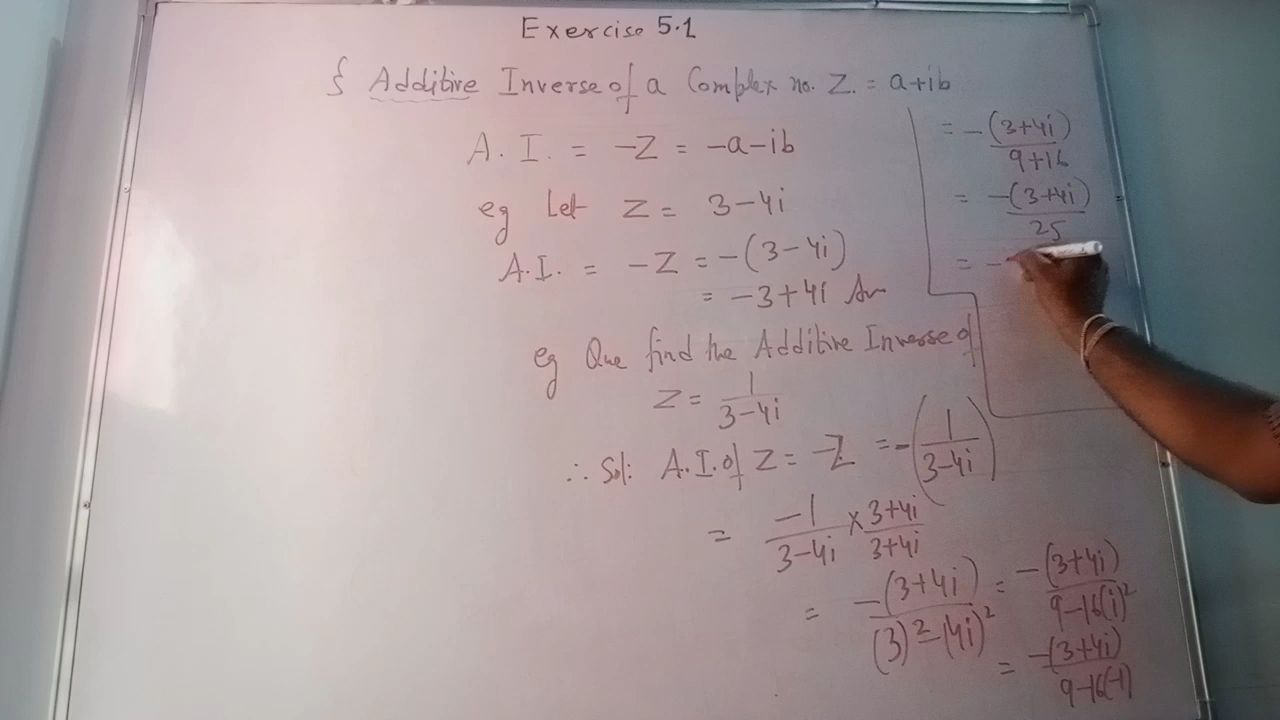 Exercise 5.1
{ Additive Inverse of a Complex no. Z = a+ib
A.I. = -Z = -a-ib
eg Let Z = 3-4i
A.I. = -Z = -(3-4i)
= -3+4i Ans
eg Que find the Additive Inverse of
Z = 1/(3-4i)
∴ Sol: A.I. of Z = -Z = -(1/(3-4i))
= -1/(3-4i) × (3+4i)/(3+4i)
= -(3+4i)/((3)²-(4i)²) = -(3+4i)/(9-16(i)²)
= -(3+4i)/(9-16(-1))
= -(3+4i)/(9+16)
= -(3+4i)/25
= -